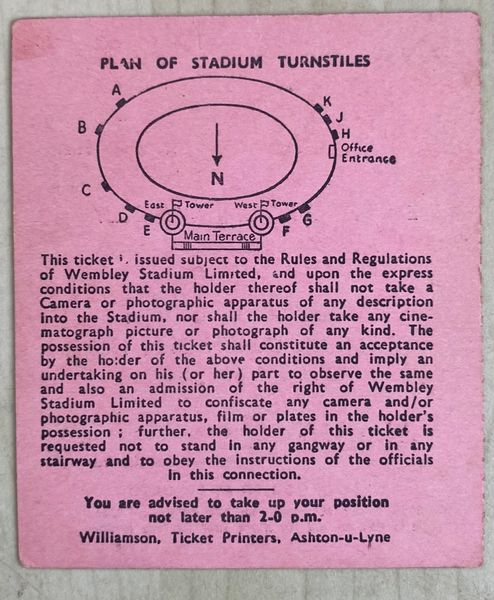 PLAN OF STADIUM TURNSTILES
A
K
J
B
H
Office
Entrance
N
C
East Tower
West Tower
D
G
E
F
Main Terrace
This ticket is issued subject to the Rules and Regulations
of Wembley Stadium Limited, and upon the express
conditions that the holder thereof shall not take a
Camera or photographic apparatus of any description
into the Stadium, nor shall the holder take any cine-
matograph picture or photograph of any kind. The
possession of this ticket shall constitute an acceptance
by the holder of the above conditions and imply an
undertaking on his (or her) part to observe the same
and also an admission of the right of Wembley
Stadium Limited to confiscate any camera and/or
photographic apparatus, film or plates in the holder's
possession ; further, the holder of this ticket is
requested not to stand in any gangway or in any
stairway and to obey the instructions of the officials
in this connection.
You are advised to take up your position
not later than 2-0 p.m.
Williamson, Ticket Printers, Ashton-u-Lyne